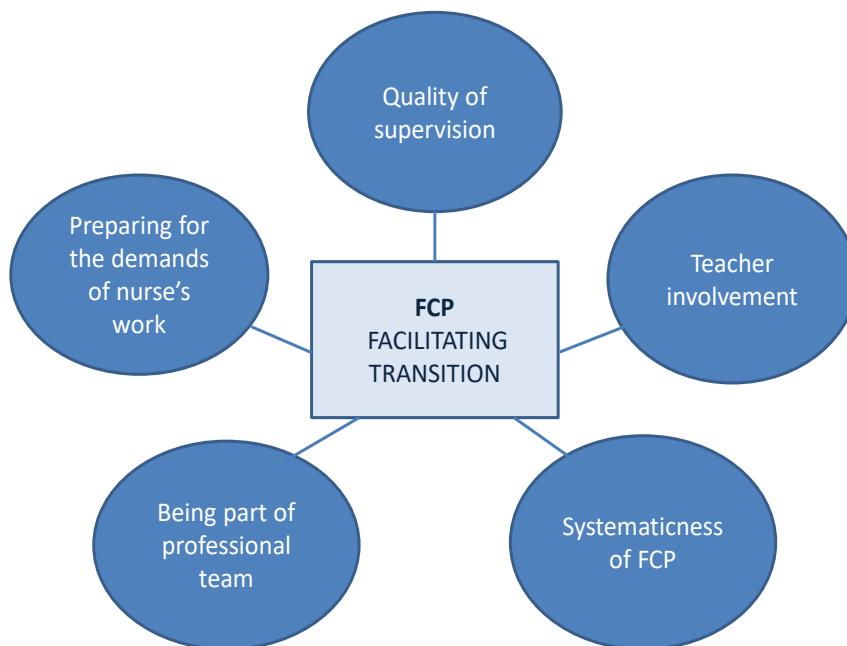 Quality of
supervision
Preparing for
the demands
of nurse's
work
Teacher
involvement
FCP
FACILITATING
TRANSITION
Being part of
professional
team
Systematicness
of FCP